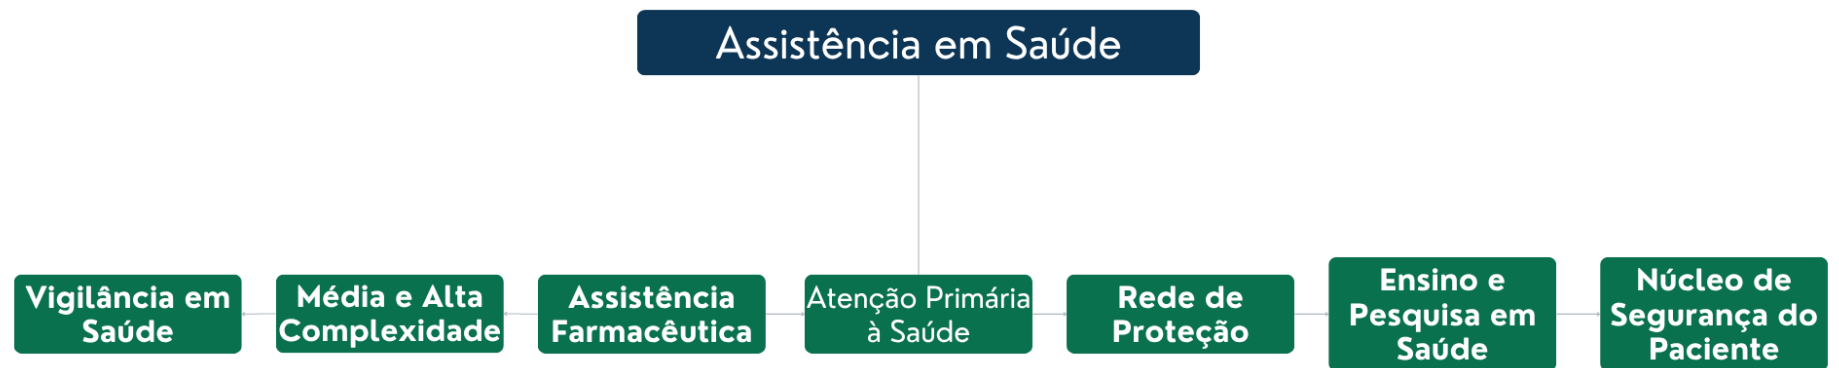 Assistência em Saúde
Vigilância em
Saúde
Média e Alta
Complexidade
Assistência
Farmacêutica
Atenção Primária
à Saúde
Rede de
Proteção
Ensino e
Pesquisa em
Saúde
Núcleo de
Segurança do
Paciente